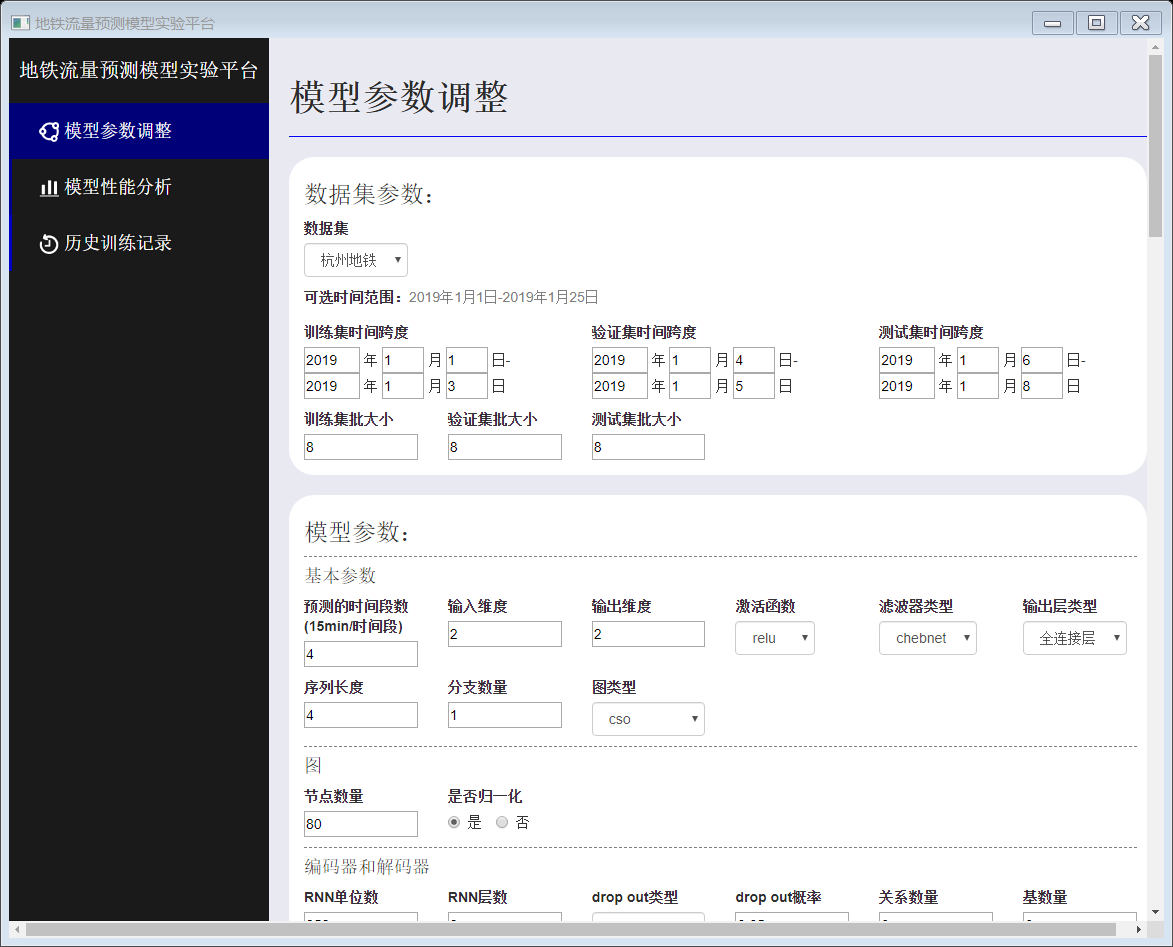 地铁流量预测模型实验平台
地铁流量预测模型实验平台
模型参数调整
模型性能分析
历史训练记录
模型参数调整
数据集参数：
数据集
杭州地铁
可选时间范围：2019年1月1日-2019年1月25日
训练集时间跨度 验证集时间跨度 测试集时间跨度
2019 年 1 月 1 日- 2019 年 1 月 4 日- 2019 年 1 月 6 日-
2019 年 1 月 3 日 2019 年 1 月 5 日 2019 年 1 月 8 日
训练集批大小 验证集批大小 测试集批大小
8 8 8
模型参数：
基本参数
预测的时间段数 输入维度 输出维度 激活函数 滤波器类型 输出层类型
(15min/时间段)
2 2 relu chebnet 全连接层
4
序列长度 分支数量 图类型
4 1 cso
图
节点数量 是否归一化
80 是 否
编码器和解码器
RNN单位数 RNN层数 drop out类型 drop out概率 关系数量 基数量